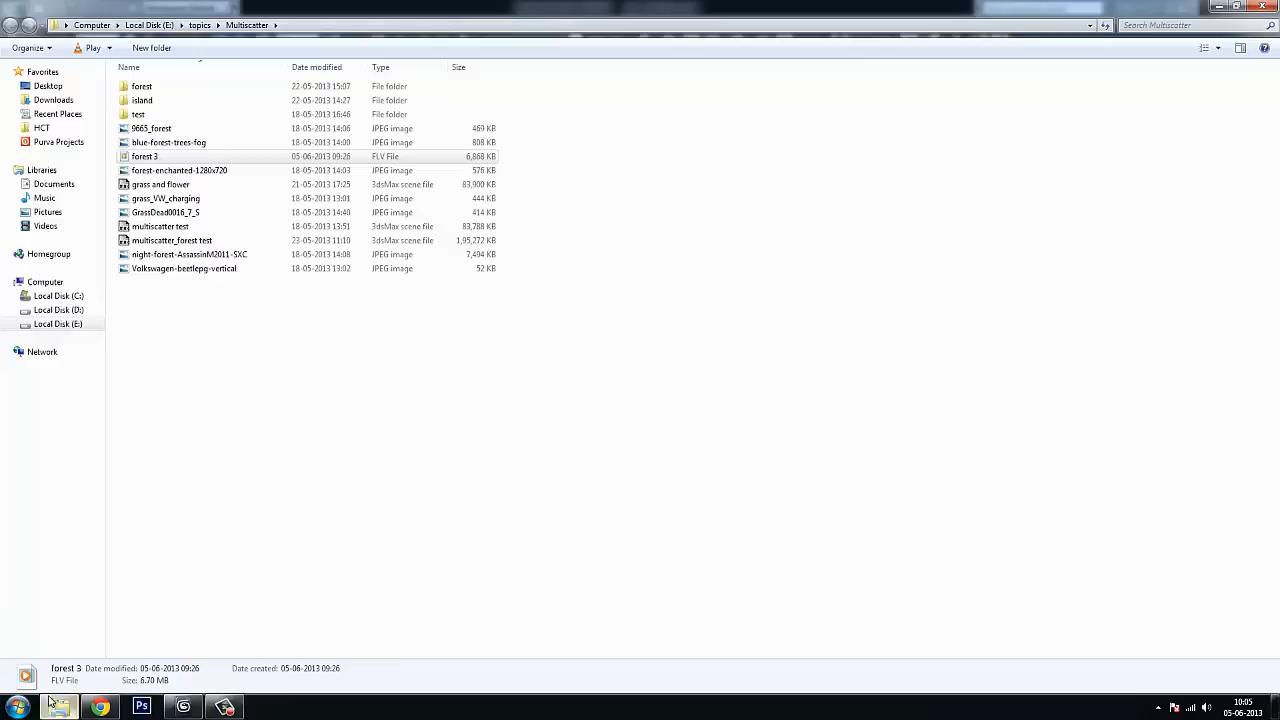 Computer Local Disk (E:) topics Multiscatter Search Multiscatter
Organize Play New folder
Name Date modified Type Size
Favorites
Desktop
Downloads
Recent Places
HCT
Purva Projects
Libraries
Documents
Music
Pictures
Videos
Homegroup
Computer
Local Disk (C:)
Local Disk (D:)
Local Disk (E:)
Network
forest 22-05-2013 15:07 File folder
island 22-05-2013 14:27 File folder
test 18-05-2013 16:46 File folder
9665_forest 18-05-2013 14:06 JPEG image 469 KB
blue-forest-trees-fog 18-05-2013 14:00 JPEG image 808 KB
forest 3 05-06-2013 09:26 FLV File 6,868 KB
forest-enchanted-1280x720 18-05-2013 14:03 JPEG image 576 KB
grass and flower 21-05-2013 17:25 3dsMax scene file 83,900 KB
grass_VW_charging 18-05-2013 13:01 JPEG image 444 KB
GrassDead0016_7_S 18-05-2013 14:40 JPEG image 414 KB
multiscatter test 18-05-2013 13:51 3dsMax scene file 83,788 KB
multiscatter_forest test 23-05-2013 11:10 3dsMax scene file 1,95,272 KB
night-forest-AssassinM2011-SXC 18-05-2013 14:08 JPEG image 7,494 KB
Volkswagen-beetlepg-vertical 18-05-2013 13:02 JPEG image 52 KB
forest 3 Date modified: 05-06-2013 09:26 Date created: 05-06-2013 09:26
FLV File Size: 6.70 MB
Ps
10:05
05-06-2013